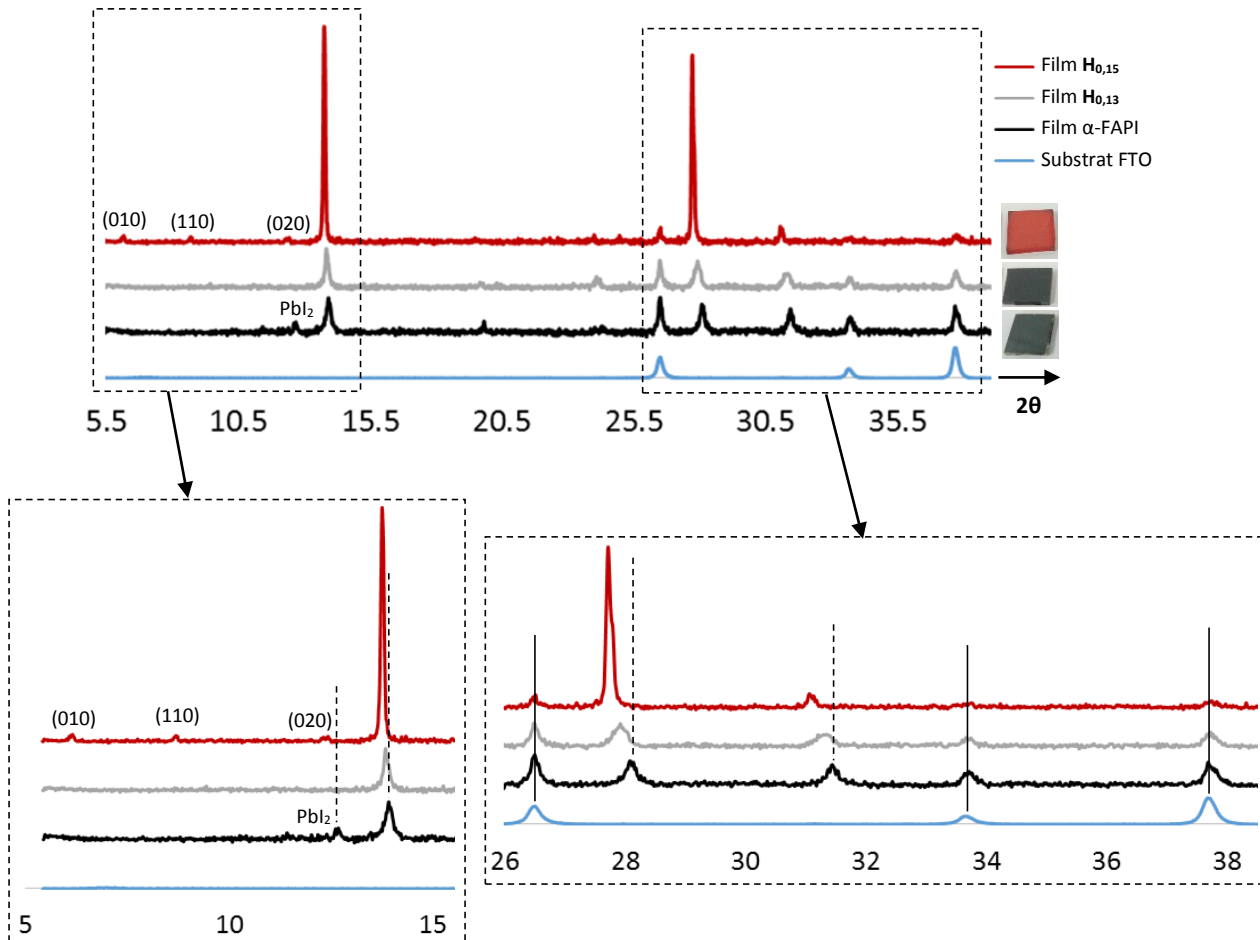 Film H0,15
Film H0,13
Film α-FAPI
Substrat FTO
(010) (110) (020)
PbI2
2θ
5.5 10.5 15.5 20.5 25.5 30.5 35.5
(010) (110) (020)
PbI2
5 10 15
26 28 30 32 34 36 38